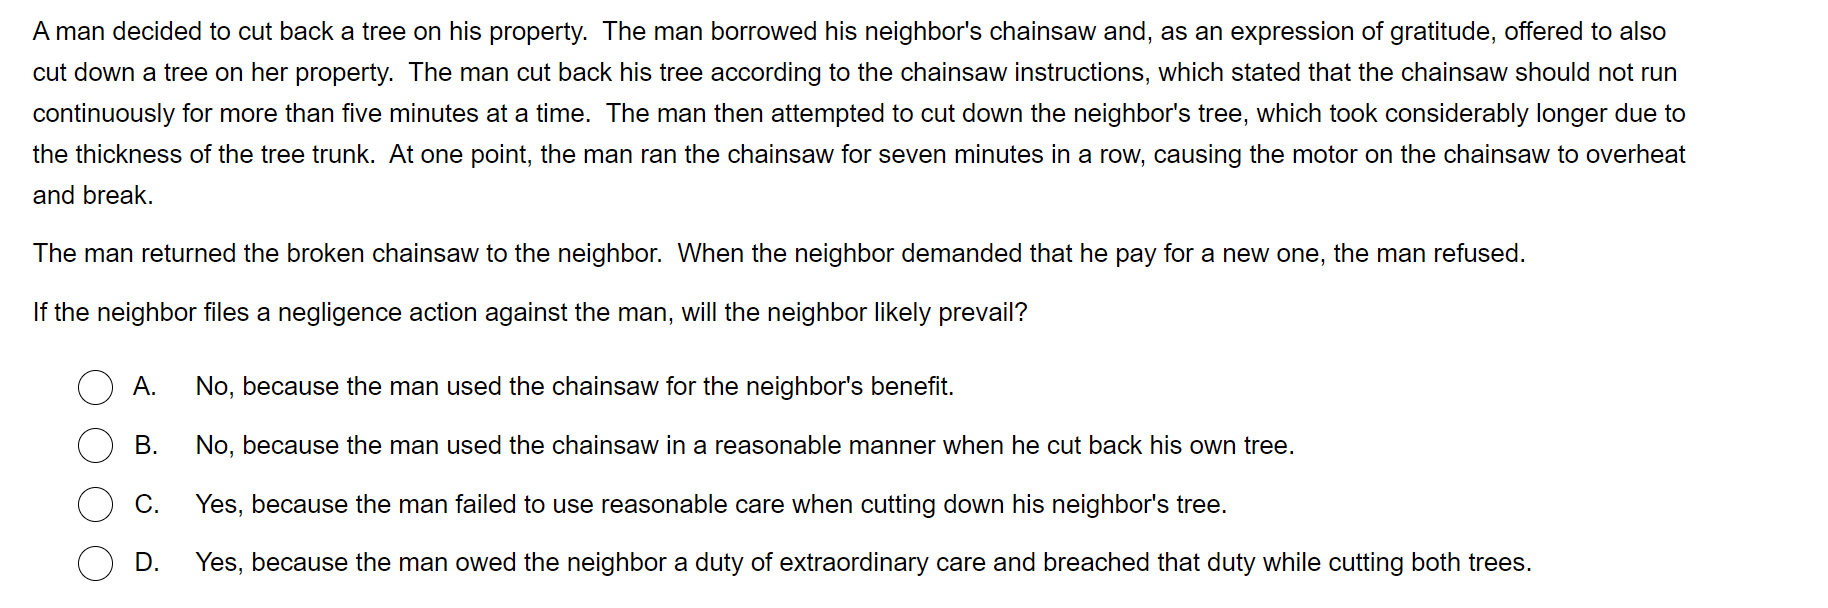 A man decided to cut back a tree on his property.  The man borrowed his neighbor's chainsaw and, as an expression of gratitude, offered to also
cut down a tree on her property.  The man cut back his tree according to the chainsaw instructions, which stated that the chainsaw should not run
continuously for more than five minutes at a time.  The man then attempted to cut down the neighbor's tree, which took considerably longer due to
the thickness of the tree trunk.  At one point, the man ran the chainsaw for seven minutes in a row, causing the motor on the chainsaw to overheat
and break.
The man returned the broken chainsaw to the neighbor.  When the neighbor demanded that he pay for a new one, the man refused.
If the neighbor files a negligence action against the man, will the neighbor likely prevail?
A. No, because the man used the chainsaw for the neighbor's benefit.
B. No, because the man used the chainsaw in a reasonable manner when he cut back his own tree.
C. Yes, because the man failed to use reasonable care when cutting down his neighbor's tree.
D. Yes, because the man owed the neighbor a duty of extraordinary care and breached that duty while cutting both trees.